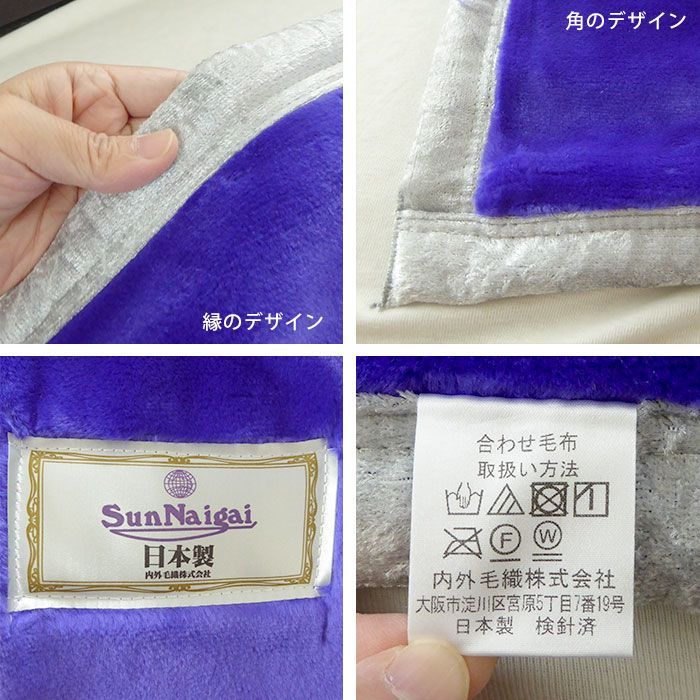 縁のデザイン
角のデザイン
SunNaigai
日本製
内外毛織株式会社
合わせ毛布
取扱い方法
F W
内外毛織株式会社
大阪市淀川区宮原5丁目7番19号
日本製 検針済